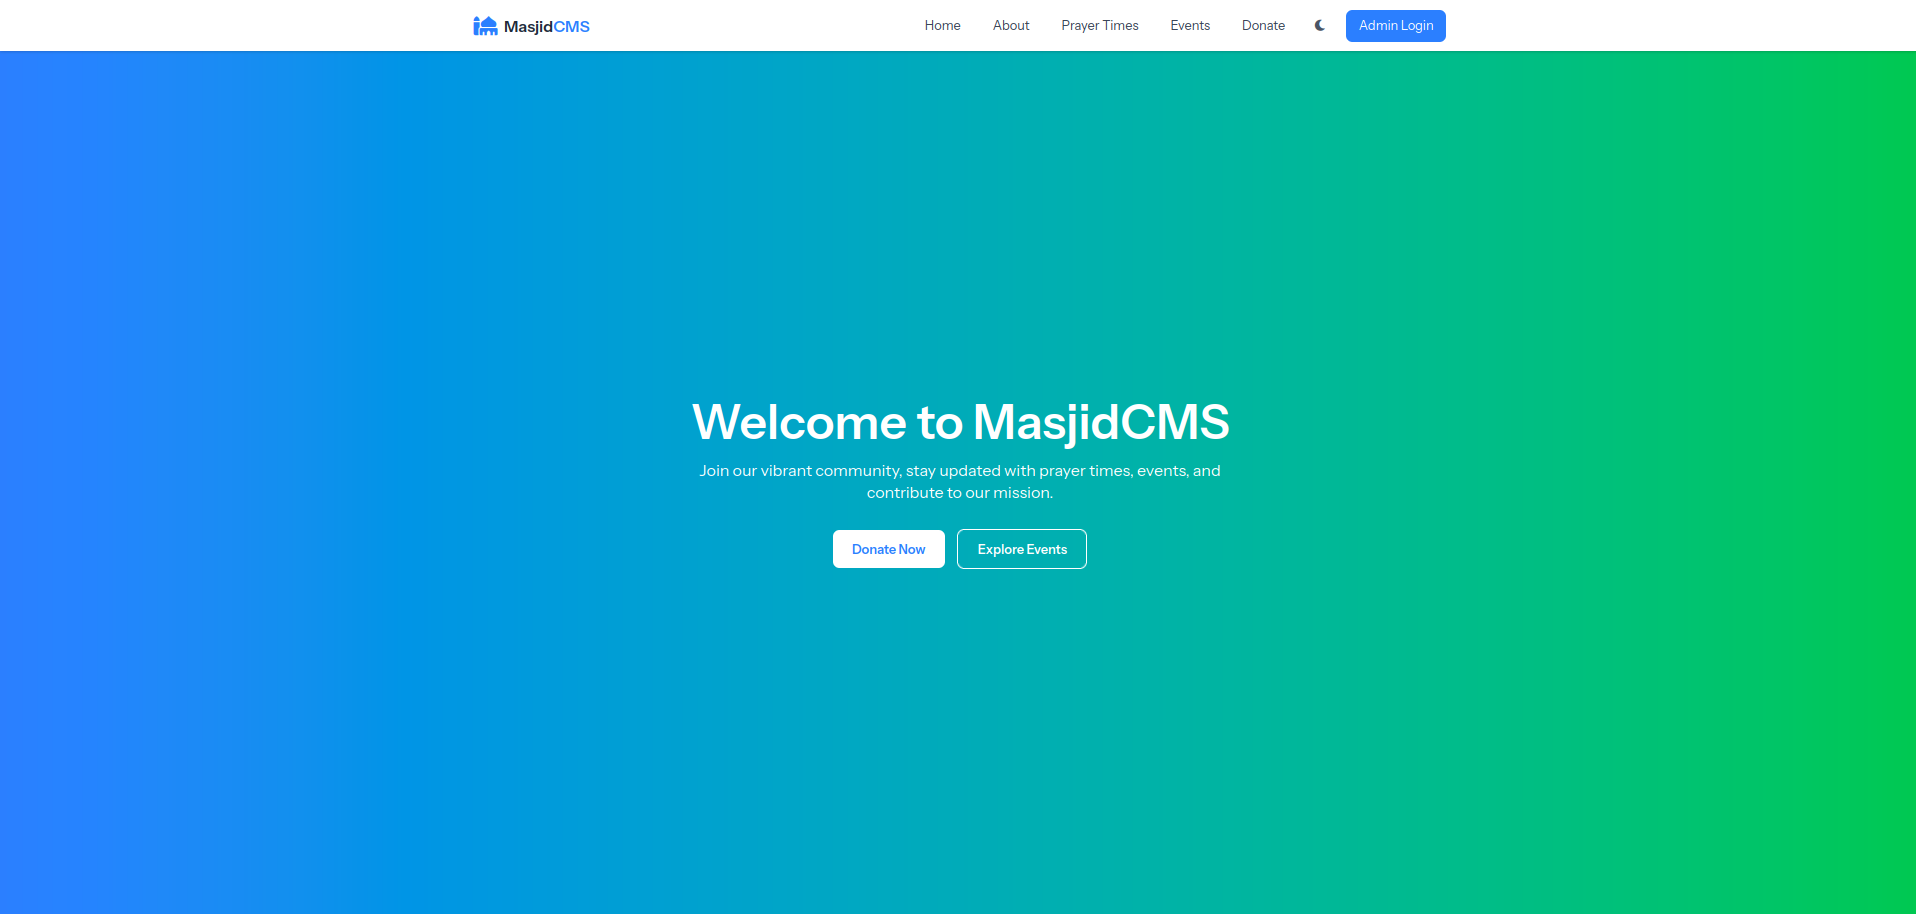 MasjidCMS
Home
About
Prayer Times
Events
Donate
Admin Login
Welcome to MasjidCMS
Join our vibrant community, stay updated with prayer times, events, and
contribute to our mission.
Donate Now
Explore Events